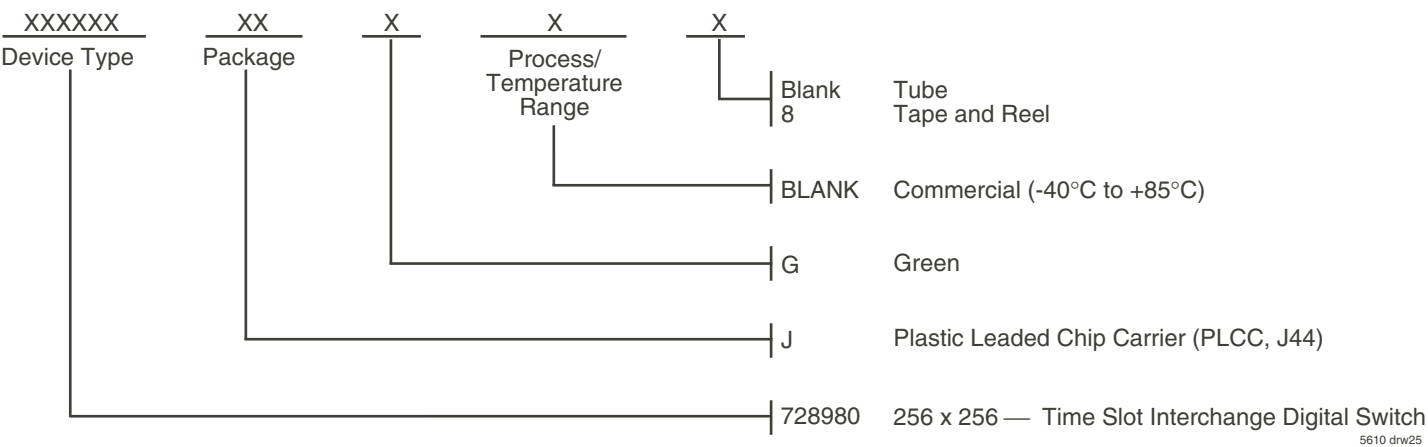 XXXXXX XX X X X
Device Type Package Process/
Temperature
Range
Blank Tube
8 Tape and Reel
BLANK Commercial (-40°C to +85°C)
G Green
J Plastic Leaded Chip Carrier (PLCC, J44)
728980 256 x 256 — Time Slot Interchange Digital Switch
5610 drw25